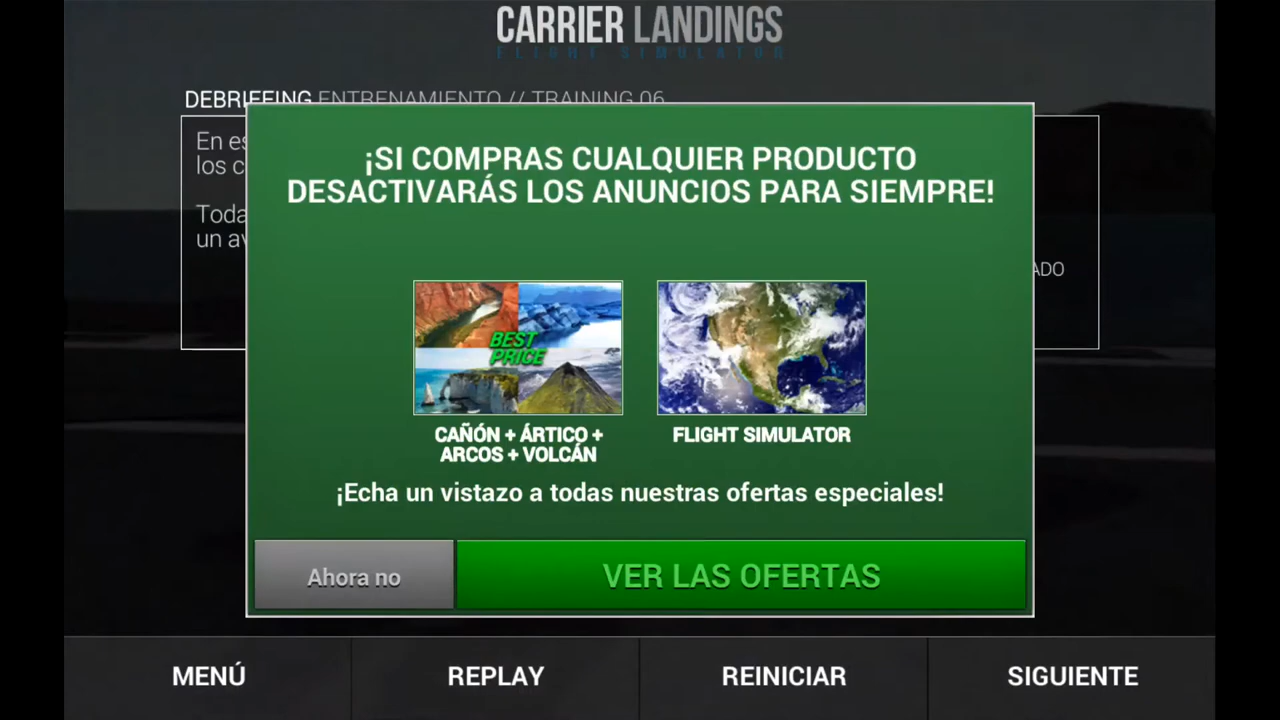 CARRIER LANDINGS
FLIGHT SIMULATOR
DEBRIEFING ENTRENAMIENTO // TRAINING 06
En es
los c
Toda
un av
ADO
¡SI COMPRAS CUALQUIER PRODUCTO
DESACTIVARÁS LOS ANUNCIOS PARA SIEMPRE!
BEST
PRICE
CAÑÓN + ÁRTICO +
ARCOS + VOLCÁN
FLIGHT SIMULATOR
¡Echa un vistazo a todas nuestras ofertas especiales!
Ahora no
VER LAS OFERTAS
MENÚ
REPLAY
REINICIAR
SIGUIENTE